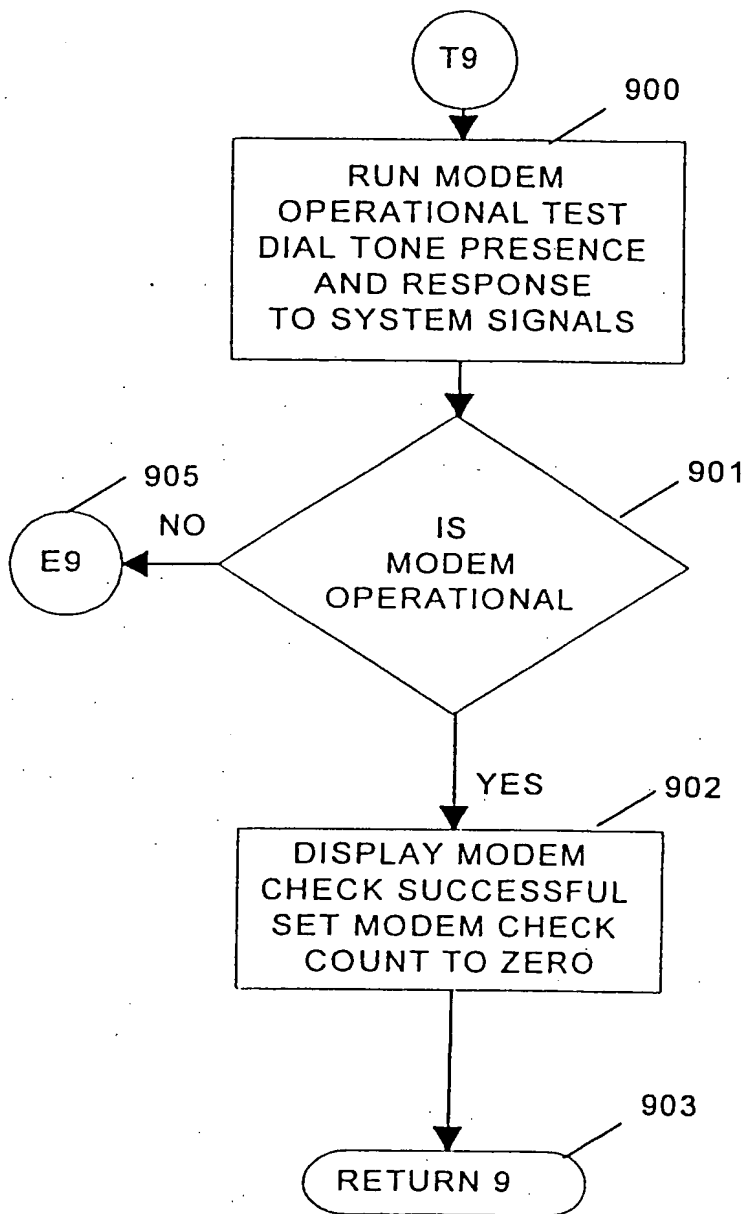 T9
900
RUN MODEM
OPERATIONAL TEST
DIAL TONE PRESENCE
AND RESPONSE
TO SYSTEM SIGNALS
901
905
NO
E9
IS
MODEM
OPERATIONAL
YES
902
DISPLAY MODEM
CHECK SUCCESSFUL
SET MODEM CHECK
COUNT TO ZERO
903
RETURN 9